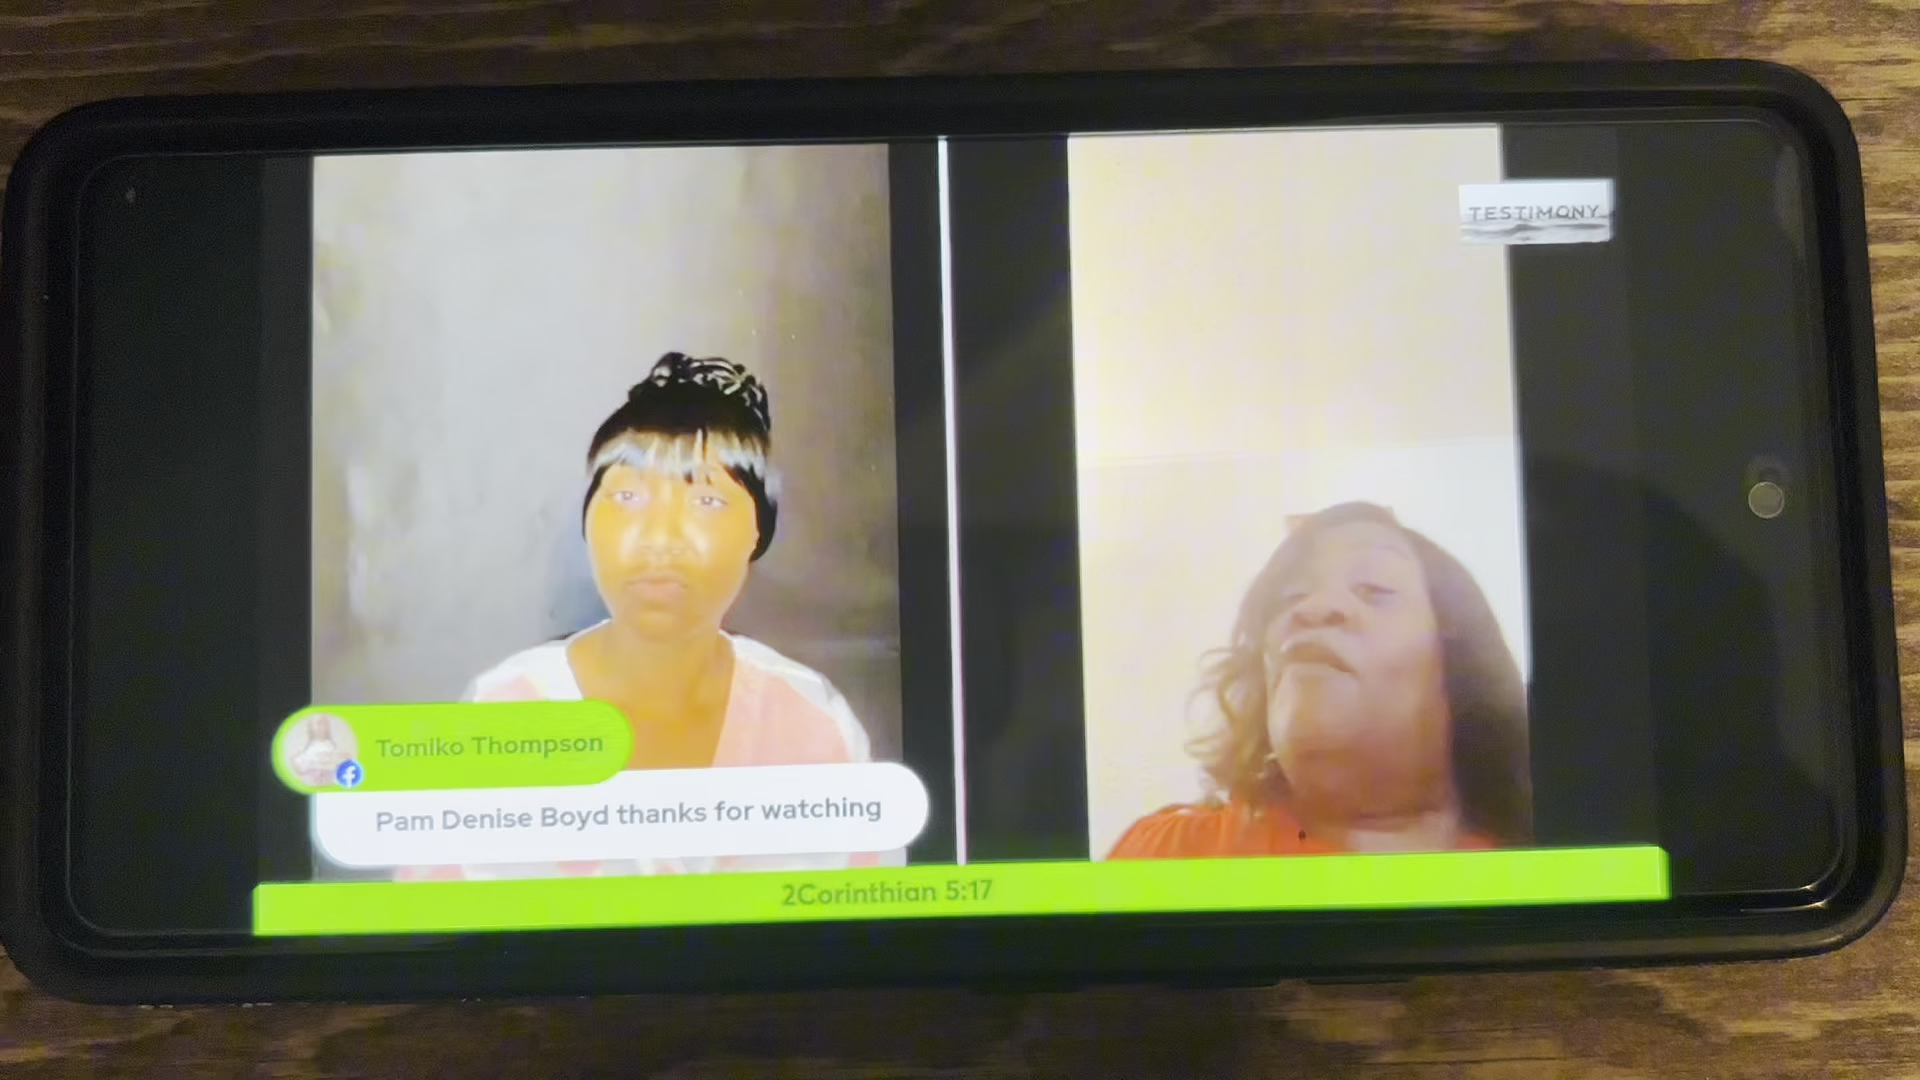 TESTIMONY
Tomiko Thompson
Pam Denise Boyd thanks for watching
2Corinthian 5:17